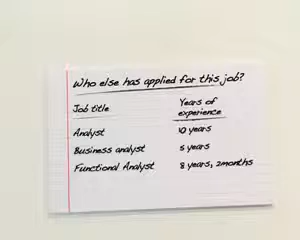 Who else has applied for this job?
Job title Years of experience
Analyst 10 years
Business analyst 5 years
Functional Analyst 8 years, 2months